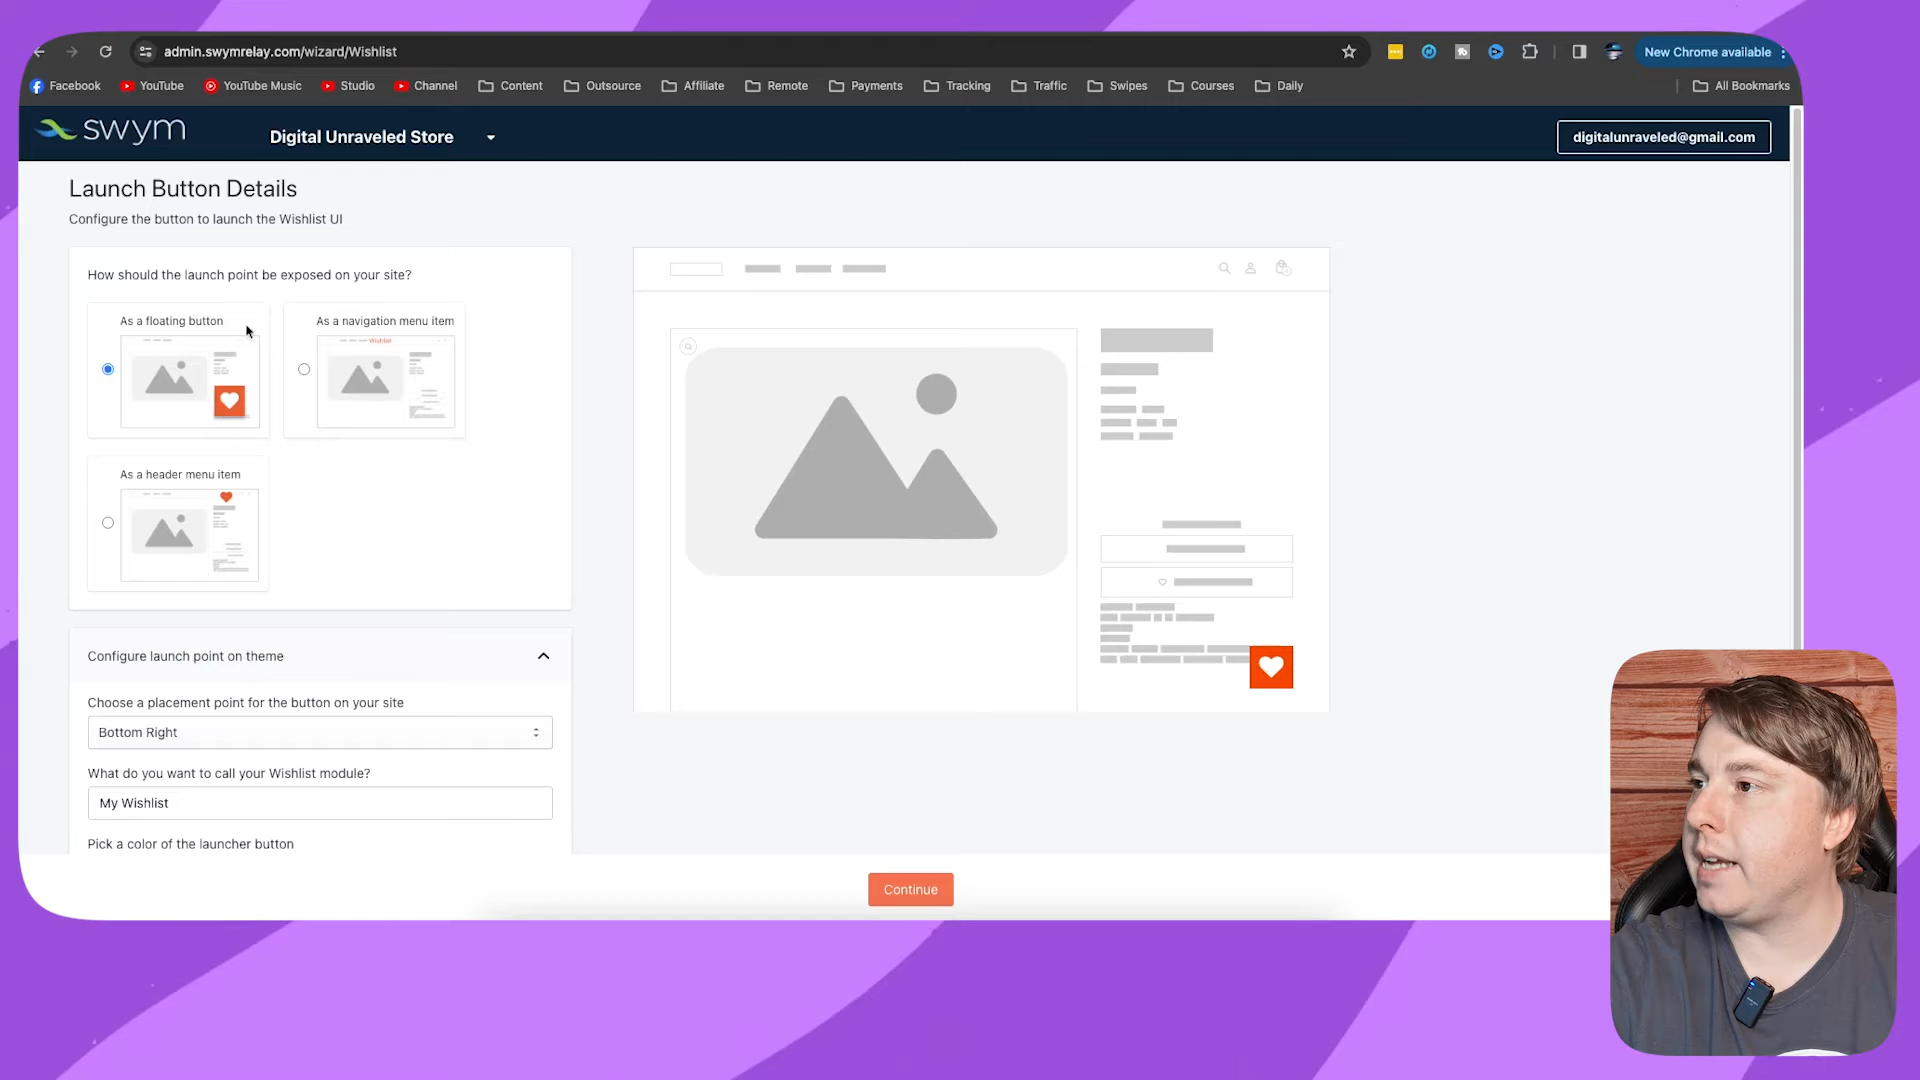 admin.swymrelay.com/wizard/Wishlist
New Chrome available
Facebook
YouTube
YouTube Music
Studio
Channel
Content
Outsource
Affiliate
Remote
Payments
Tracking
Traffic
Swipes
Courses
Daily
All Bookmarks
swym
Digital Unraveled Store
digitalunraveled@gmail.com
Launch Button Details
Configure the button to launch the Wishlist UI
How should the launch point be exposed on your site?
As a floating button
As a navigation menu item
Wishlist
As a header menu item
Configure launch point on theme
Choose a placement point for the button on your site
Bottom Right
What do you want to call your Wishlist module?
My Wishlist
Pick a color of the launcher button
Continue